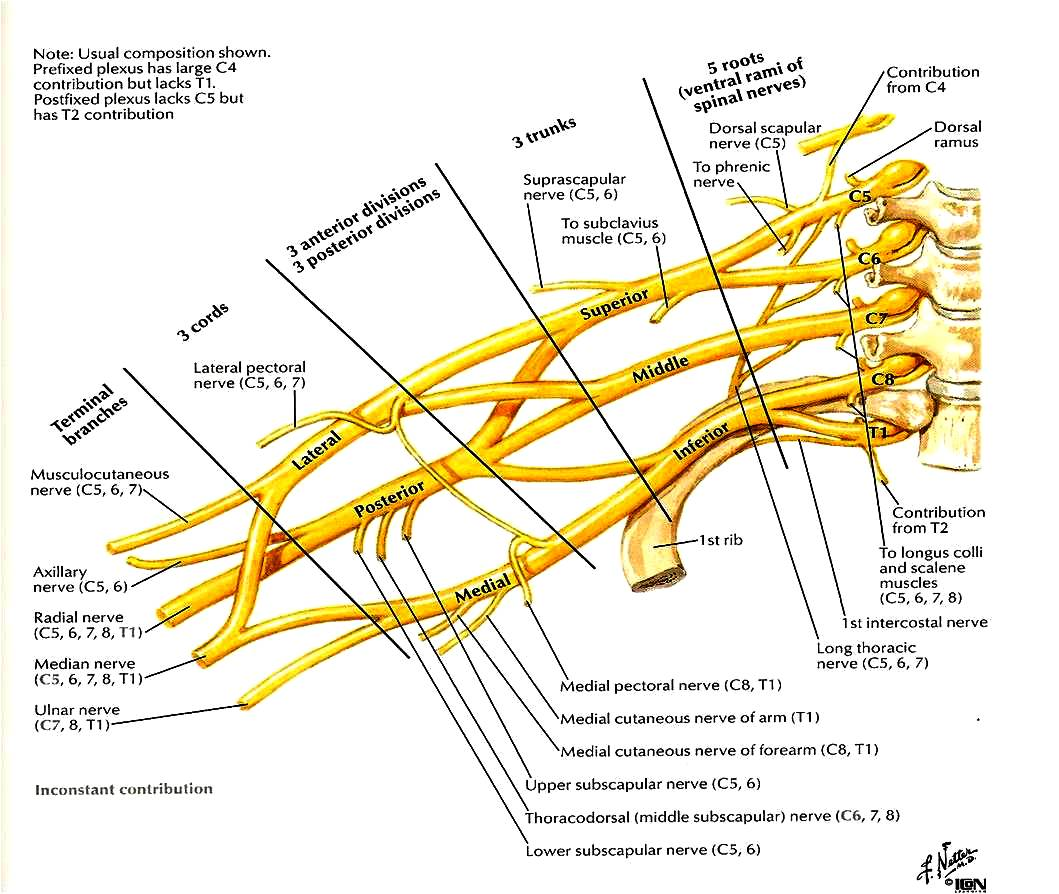 Note: Usual composition shown.
Prefixed plexus has large C4
contribution but lacks T1.
Postfixed plexus lacks C5 but
has T2 contribution
5 roots
(ventral rami of
spinal nerves)
Contribution
from C4
Dorsal
ramus
Dorsal scapular
nerve (C5)
To phrenic
nerve
3 trunks
Suprascapular
nerve (C5, 6)
To subclavius
muscle (C5, 6)
3 anterior divisions
3 posterior divisions
3 cords
Lateral pectoral
nerve (C5, 6, 7)
Terminal
branches
C5
C6
C7
C8
T1
Superior
Middle
Inferior
Lateral
Posterior
Medial
Musculocutaneous
nerve (C5, 6, 7)
Axillary
nerve (C5, 6)
Radial nerve
(C5, 6, 7, 8, T1)
Median nerve
(C5, 6, 7, 8, T1)
Ulnar nerve
(C7, 8, T1)
1st rib
Contribution
from T2
To longus colli
and scalene
muscles
(C5, 6, 7, 8)
1st intercostal nerve
Long thoracic
nerve (C5, 6, 7)
Medial pectoral nerve (C8, T1)
Medial cutaneous nerve of arm (T1)
Medial cutaneous nerve of forearm (C8, T1)
Upper subscapular nerve (C5, 6)
Thoracodorsal (middle subscapular) nerve (C6, 7, 8)
Lower subscapular nerve (C5, 6)
Inconstant contribution
F. Netter
M.D.
© ICON